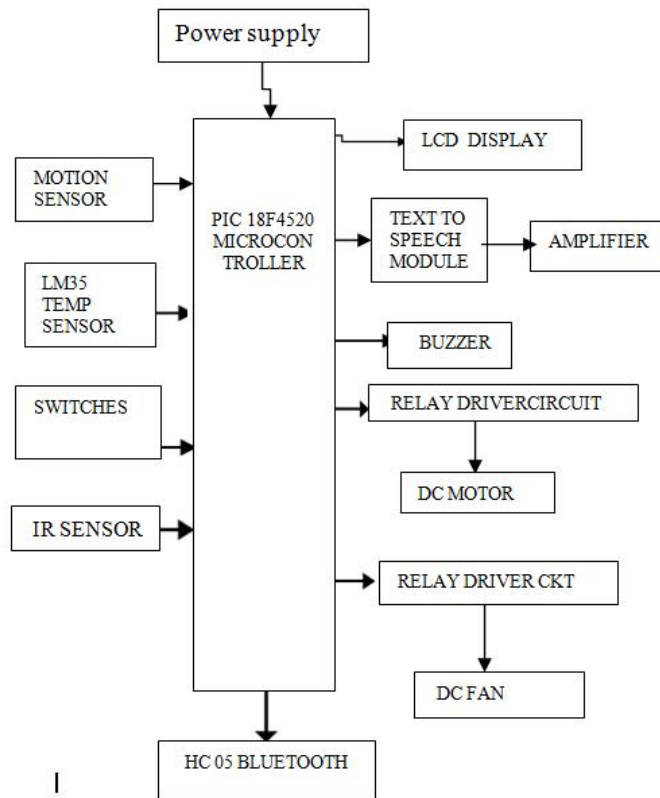 Power supply
LCD DISPLAY
MOTION
SENSOR
PIC 18F4520
MICROCON
TROLLER
TEXT TO
SPEECH
MODULE
AMPLIFIER
LM35
TEMP
SENSOR
BUZZER
SWITCHES
RELAY DRIVERCIRCUIT
DC MOTOR
IR SENSOR
RELAY DRIVER CKT
DC FAN
HC 05 BLUETOOTH